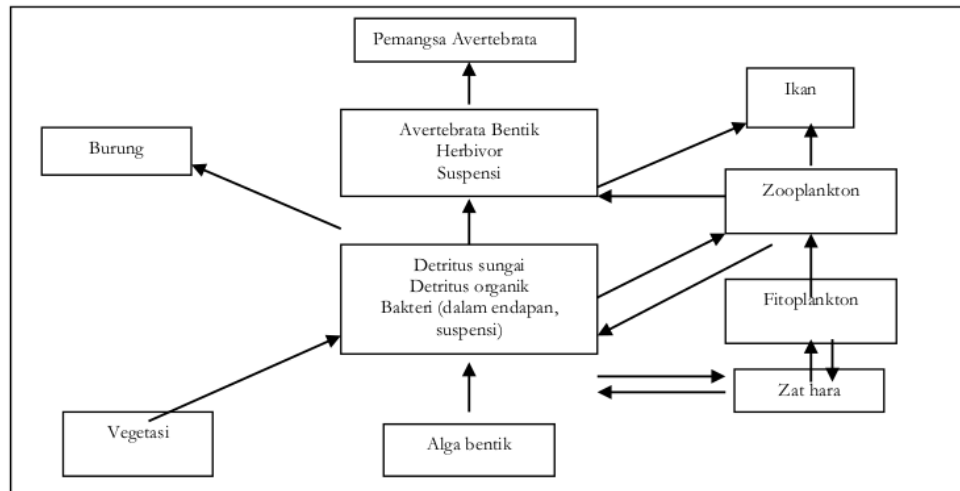 Pemangsa Avertebrata
Ikan
Avertebrata Bentik
Herbivor
Suspensi
Burung
Zooplankton
Detritus sungai
Detritus organik
Bakteri (dalam endapan,
suspensi)
Fitoplankton
Zat hara
Vegetasi
Alga bentik